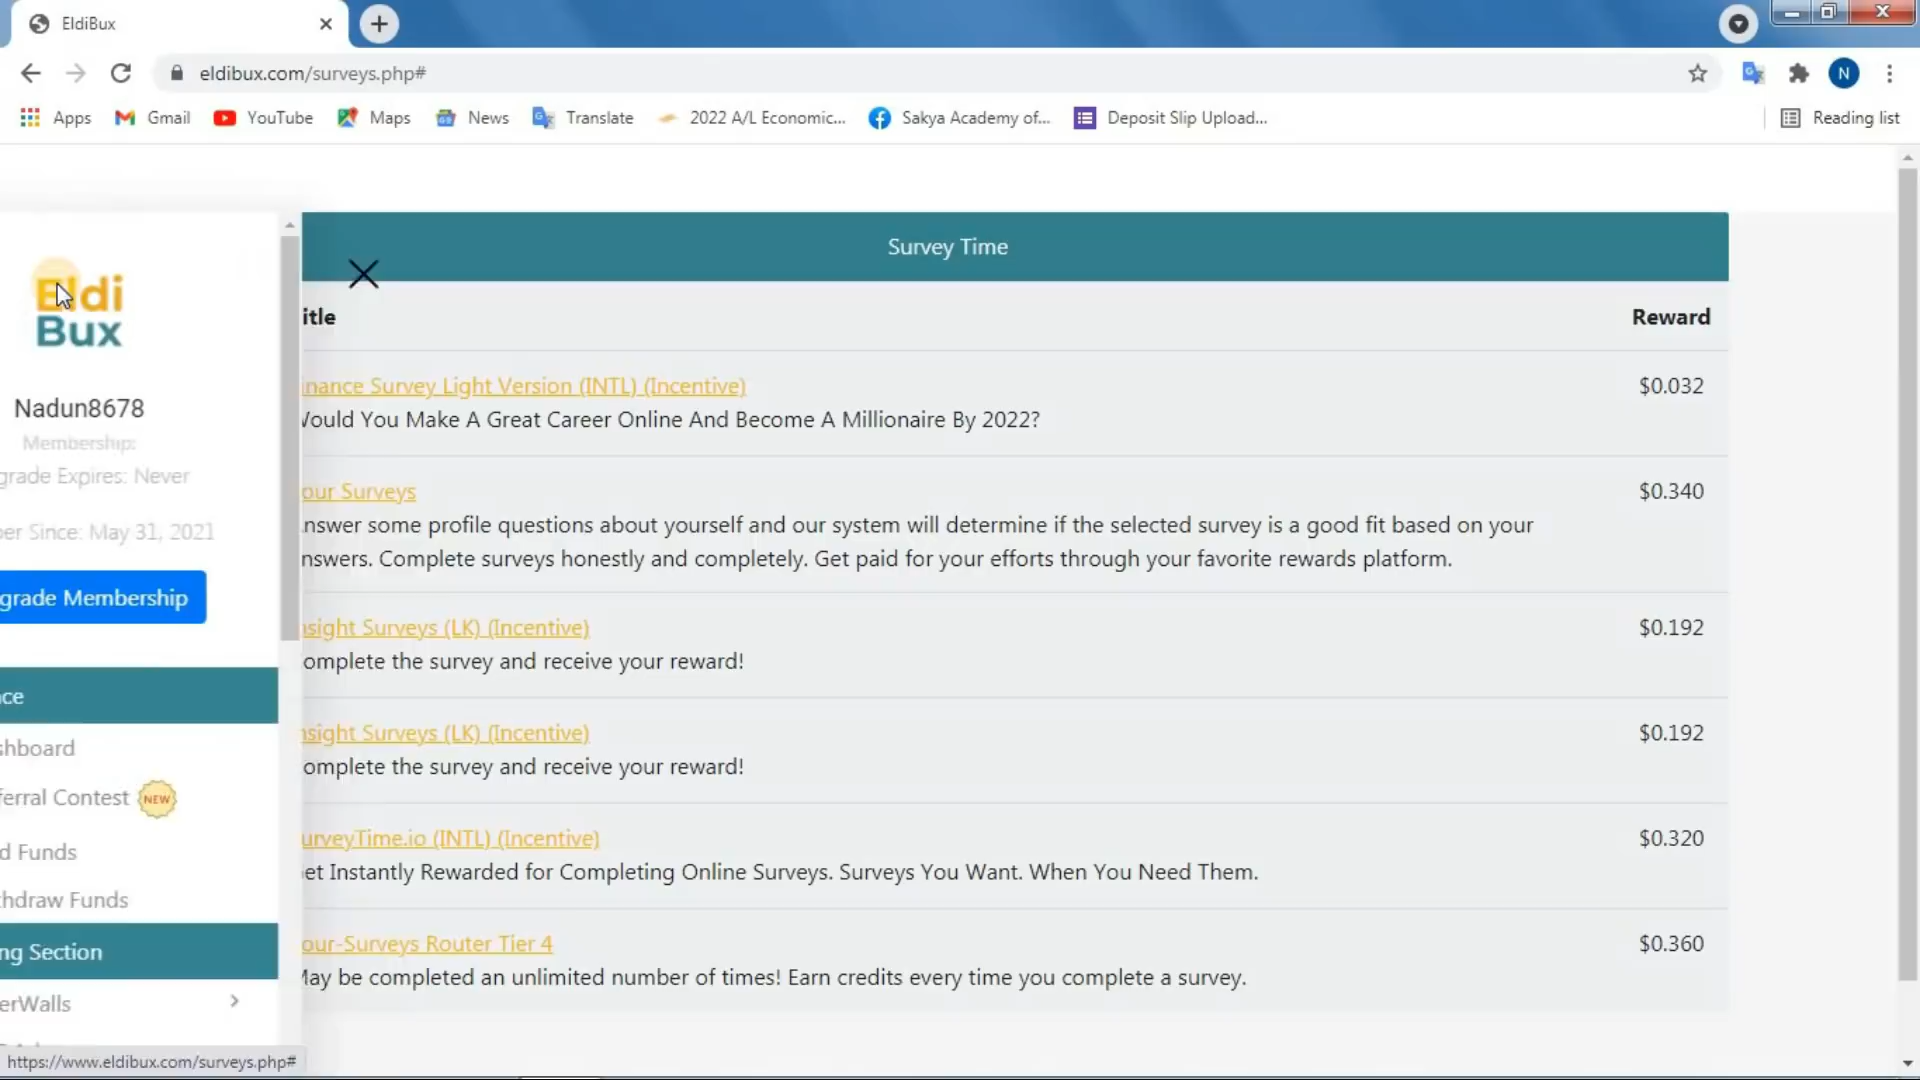 EldiBux
eldibux.com/surveys.php#
N
Apps
Gmail
YouTube
Maps
News
Translate
2022 A/L Economic...
Sakya Academy of...
Deposit Slip Upload...
Reading list
Eldi
Bux
Nadun8678
Membership:
grade Expires: Never
er Since: May 31, 2021
grade Membership
ce
hboard
ferral Contest NEW
d Funds
hdraw Funds
ng Section
erWalls
https://www.eldibux.com/surveys.php#
Survey Time
itle Reward
inance Survey Light Version (INTL) (Incentive) $0.032
ould You Make A Great Career Online And Become A Millionaire By 2022?
our Surveys $0.340
nswer some profile questions about yourself and our system will determine if the selected survey is a good fit based on your
nswers. Complete surveys honestly and completely. Get paid for your efforts through your favorite rewards platform.
nsight Surveys (LK) (Incentive) $0.192
omplete the survey and receive your reward!
nsight Surveys (LK) (Incentive) $0.192
omplete the survey and receive your reward!
urveyTime.io (INTL) (Incentive) $0.320
et Instantly Rewarded for Completing Online Surveys. Surveys You Want. When You Need Them.
our-Surveys Router Tier 4 $0.360
May be completed an unlimited number of times! Earn credits every time you complete a survey.